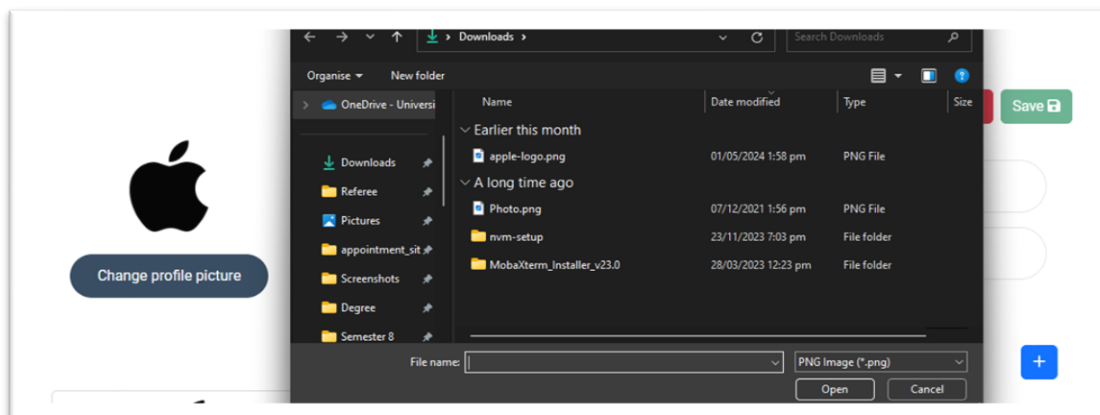 Downloads
Search Downloads
Organise
New folder
OneDrive - Universi
Name
Date modified
Type
Size
Save
Earlier this month
Downloads
apple-logo.png
01/05/2024 1:58 pm
PNG File
Referee
A long time ago
Pictures
Photo.png
07/12/2021 1:56 pm
PNG File
appointment_sit
nvm-setup
23/11/2023 7:03 pm
File folder
Change profile picture
Screenshots
MobaXterm_Installer_v23.0
28/03/2023 12:23 pm
File folder
Degree
Semester 8
File name:
PNG Image (*.png)
Open
Cancel